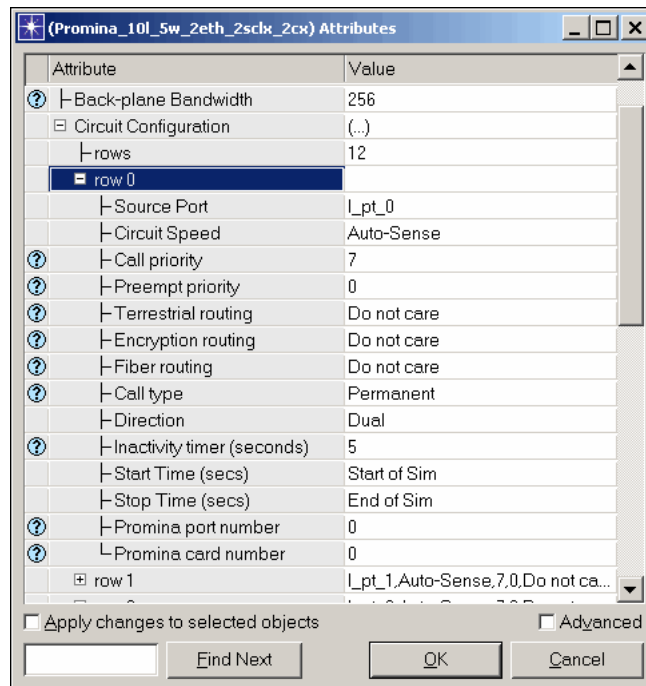 (Promina_10l_5w_2eth_2sclx_2cx) Attributes
Attribute Value
Back-plane Bandwidth 256
Circuit Configuration (...)
rows 12
row 0
Source Port l_pt_0
Circuit Speed Auto-Sense
Call priority 7
Preempt priority 0
Terrestrial routing Do not care
Encryption routing Do not care
Fiber routing Do not care
Call type Permanent
Direction Dual
Inactivity timer (seconds) 5
Start Time (secs) Start of Sim
Stop Time (secs) End of Sim
Promina port number 0
Promina card number 0
row 1 l_pt_1,Auto-Sense,7,0,Do not ca...
Apply changes to selected objects Advanced
Find Next OK Cancel